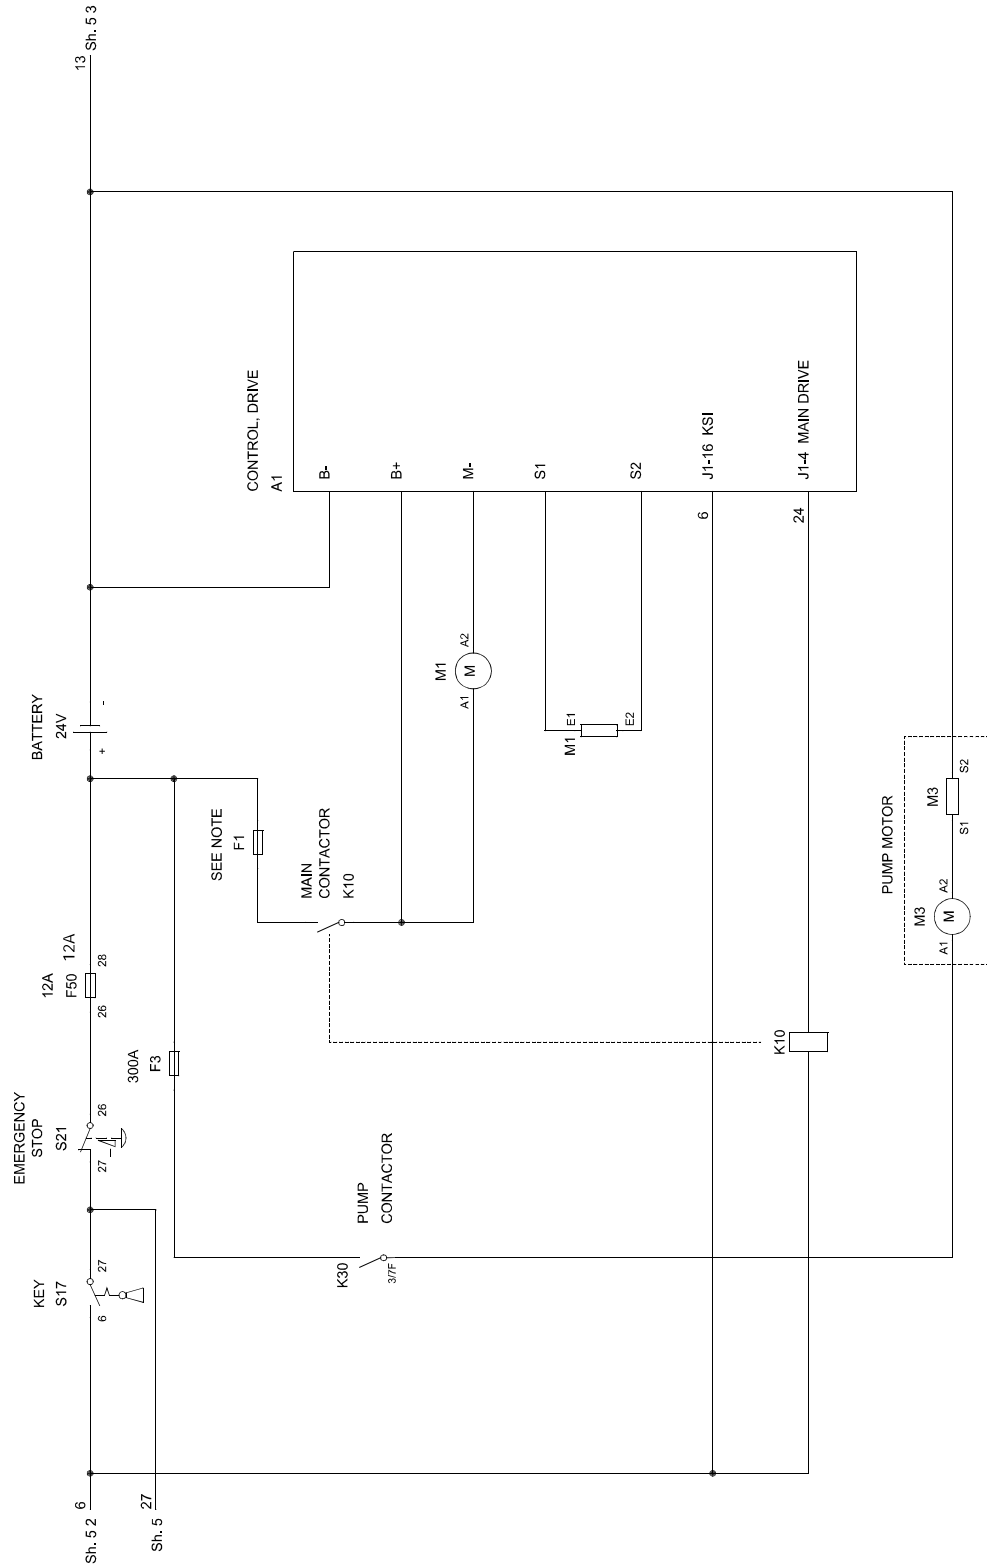 Sh. 5 3
13
BATTERY
24V
+
-
CONTROL, DRIVE
A1
B-
B+
M-
S1
S2
J1-16 KSI
J1-4 MAIN DRIVE
6
24
M1
M
A1
A2
M1
E1
E2
SEE NOTE
F1
MAIN
CONTACTOR
K10
12A
F50
12A
28
26
300A
F3
EMERGENCY
STOP
S21
26
27
KEY
S17
27
6
PUMP
CONTACTOR
K30
3/7F
K10
PUMP MOTOR
M3
S2
S1
M3
M
A2
A1
6
Sh. 5 2
27
Sh. 5